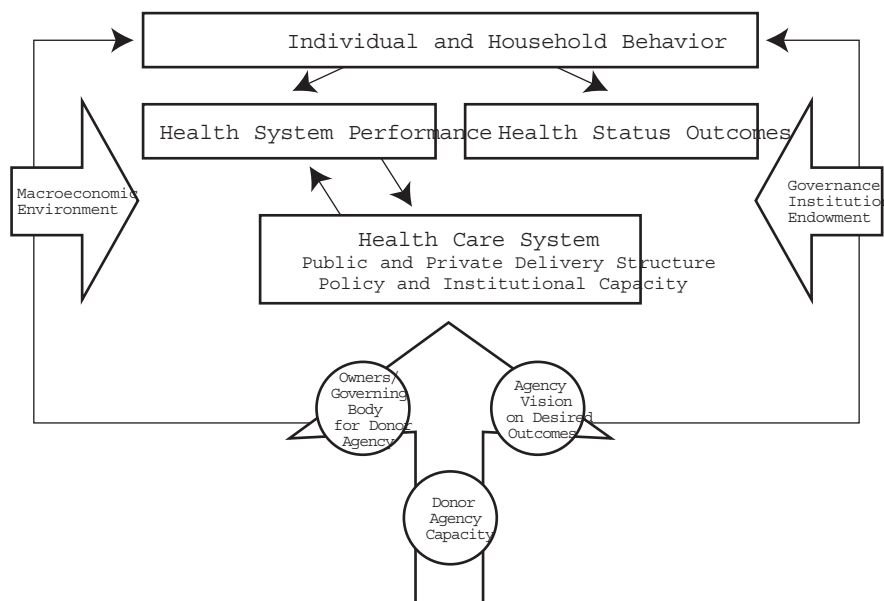 Individual and Household Behavior
Health System Performance
Health Status Outcomes
Macroeconomic
Environment
Governance
Institutio
Endowment
Health Care System
Public and Private Delivery Structure
Policy and Institutional Capacity
Owners/
Governing
Body
for Donor
Agency
Agency
Vision
on Desired
Outcomes
Donor
Agency
Capacity